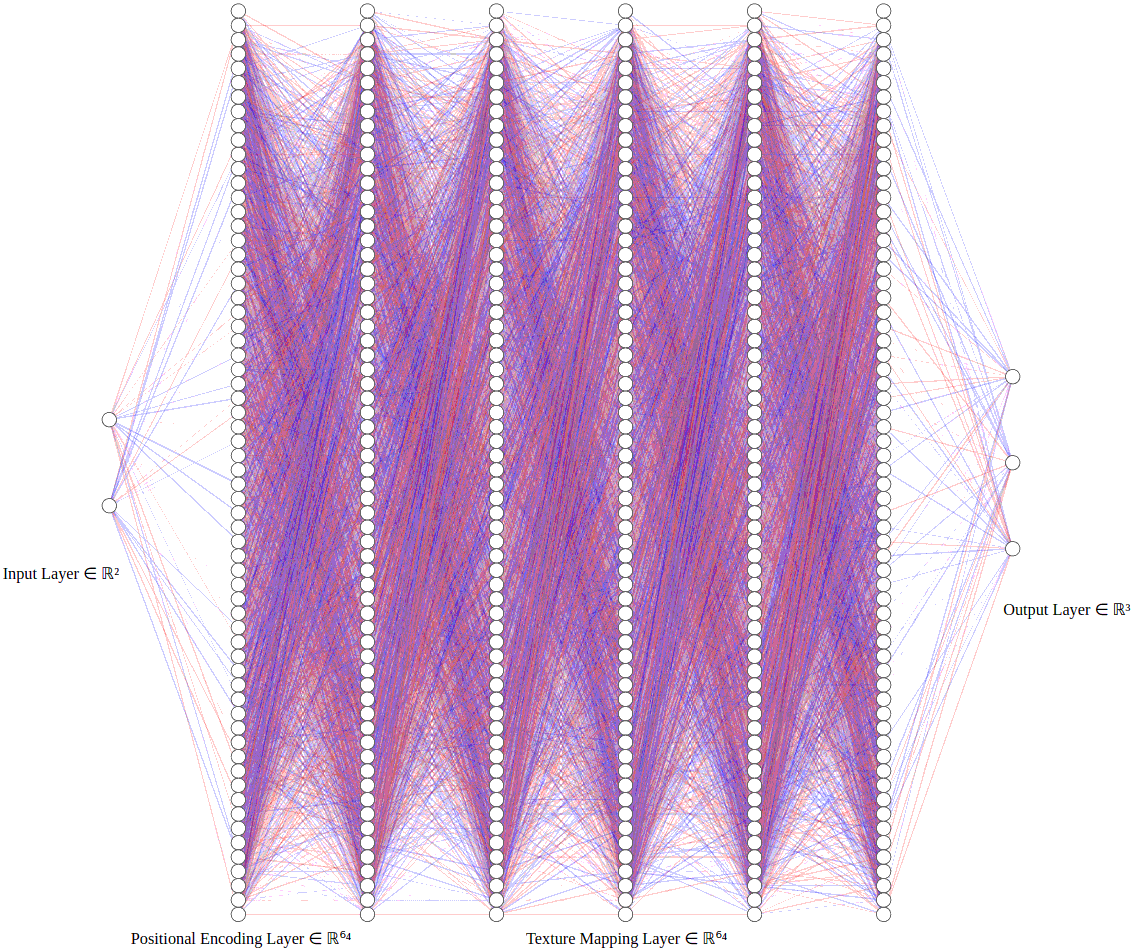 Input Layer ∈ ℝ²
Output Layer ∈ ℝ³
Positional Encoding Layer ∈ ℝ⁶⁴
Texture Mapping Layer ∈ ℝ⁶⁴